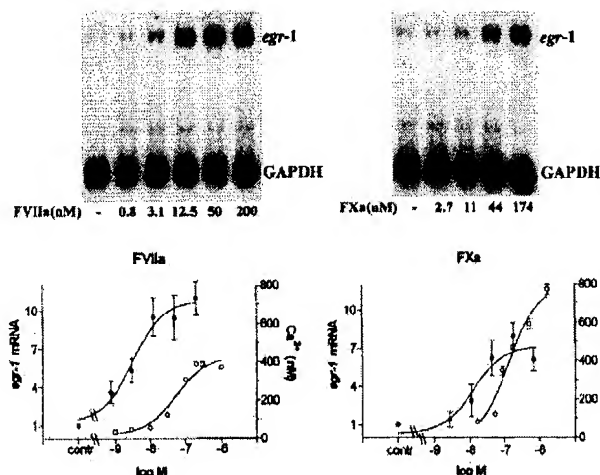 egr-1
GAPDH
FVIIa(nM) - 0.8 3.1 12.5 50 200
egr-1
GAPDH
FXa(nM) - 2.7 11 44 174
FVIIa
egr-1 mRNA
10
7
4
1
800
600
400
200
0
Ca2+ (nM)
contr -9 -8 -7 -6
log M
FXa
egr-1 mRNA
10
7
4
1
800
600
400
200
0
contr -9 -8 -7 -6
log M